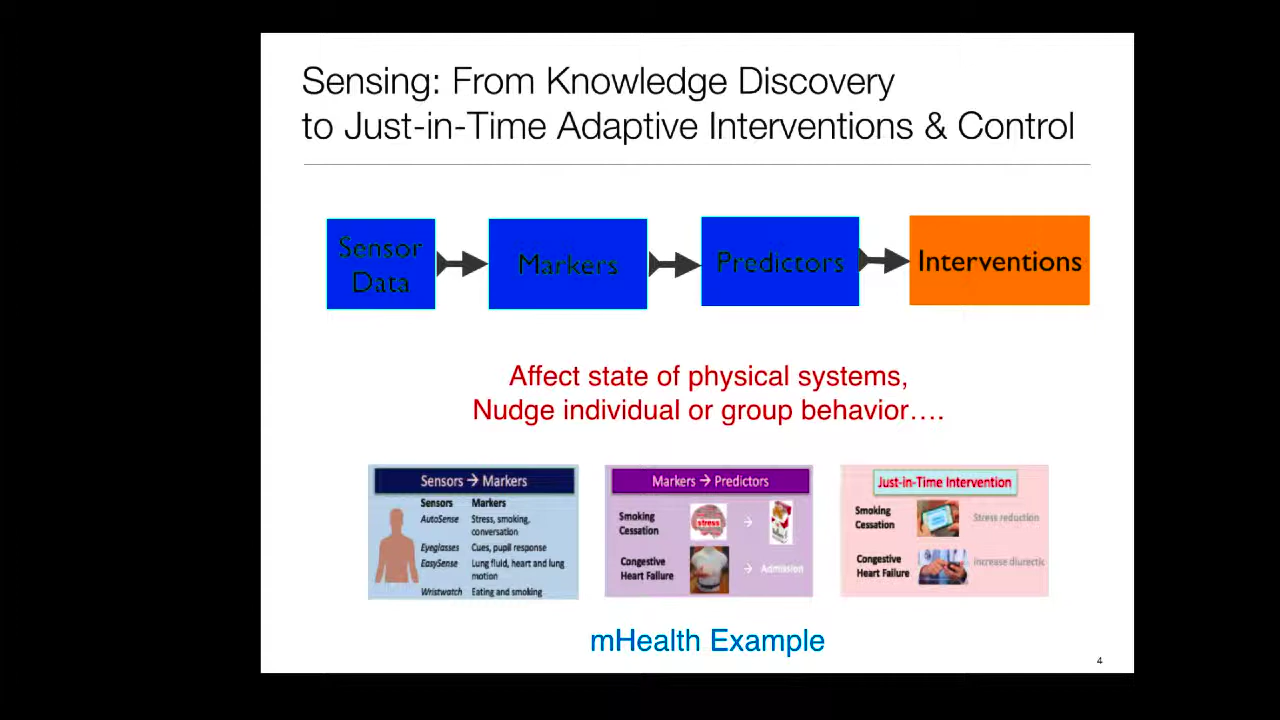 Sensing: From Knowledge Discovery
to Just-in-Time Adaptive Interventions & Control
Sensor
Data
Markers
Predictors
Interventions
Affect state of physical systems,
Nudge individual or group behavior....
Sensors → Markers
Sensors Markers
AutoSense Stress, smoking,
conversation
Eyeglasses Cues, pupil response
EasySense Lung fluid, heart and lung
motion
Wristwatch Eating and smoking
Markers → Predictors
Smoking
Cessation
stress
→
Congestive
Heart Failure
→ Admission
Just-in-Time Intervention
Smoking
Cessation
Stress reduction
Congestive
Heart Failure
Increase diurectic
mHealth Example
4